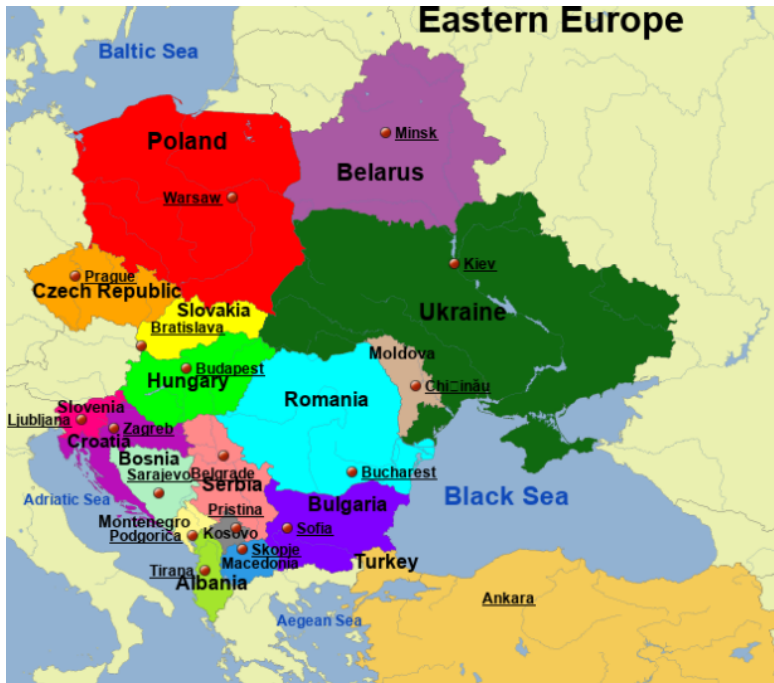 Eastern Europe
Baltic Sea
Minsk
Poland
Belarus
Warsaw
Kiev
Prague
Czech Republic
Slovakia
Ukraine
Bratislava
Moldova
Budapest
Hungary
Chi□inău
Romania
Slovenia
Ljubljana
Zagreb
Croatia
Bosnia
Sarajevo
Belgrade
Bucharest
Serbia
Adriatic Sea
Black Sea
Bulgaria
Pristina
Montenegro
Podgorica
Kosovo
Sofia
Skopje
Macedonia
Turkey
Tirana
Albania
Ankara
Aegean Sea